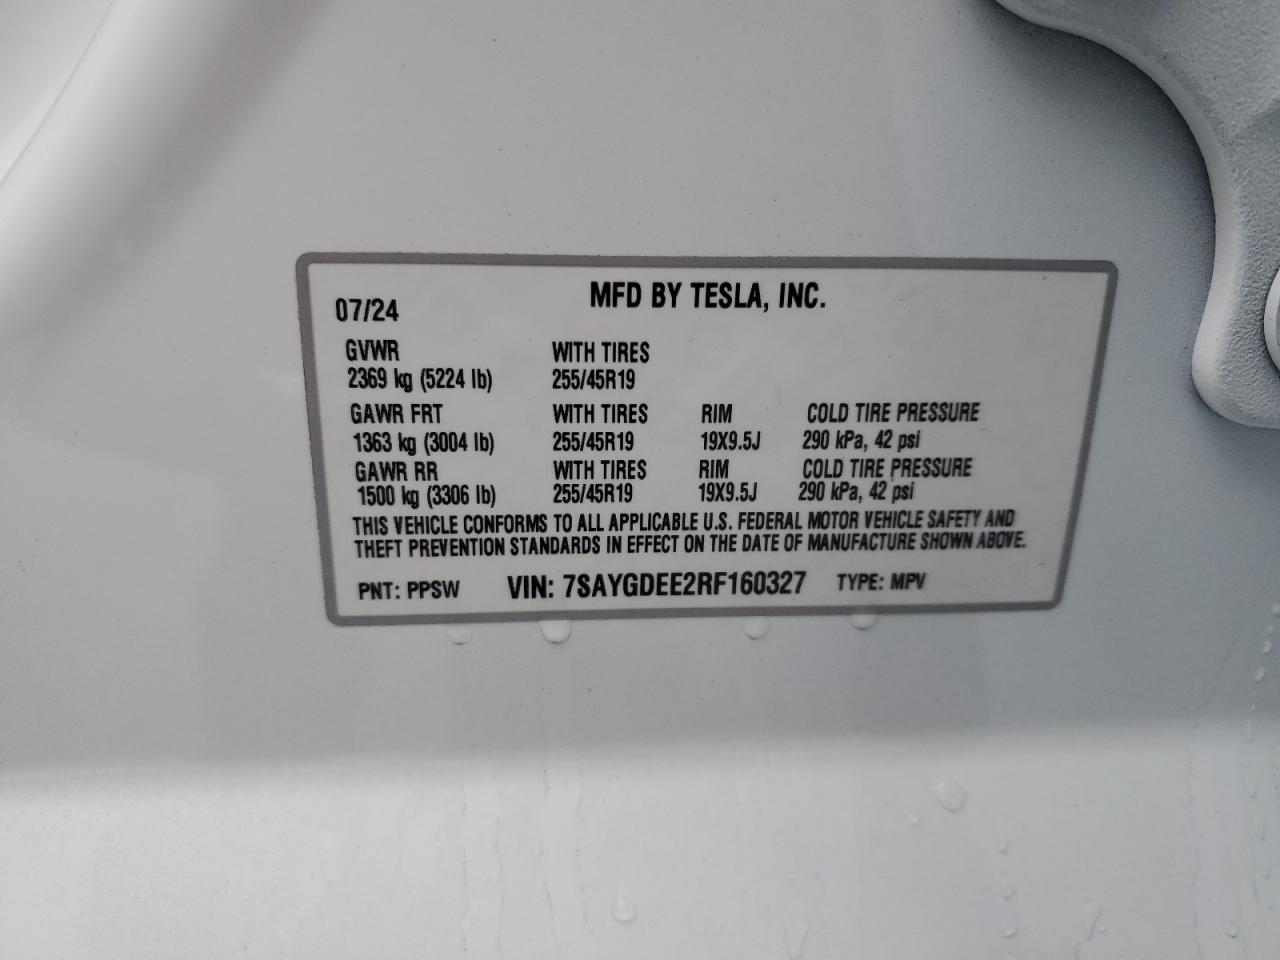 MFD BY TESLA, INC.
07/24
GVWR WITH TIRES
2369 kg (5224 lb) 255/45R19
GAWR FRT WITH TIRES RIM COLD TIRE PRESSURE
1363 kg (3004 lb) 255/45R19 19X9.5J 290 kPa, 42 psi
GAWR RR WITH TIRES RIM COLD TIRE PRESSURE
1500 kg (3306 lb) 255/45R19 19X9.5J 290 kPa, 42 psi
THIS VEHICLE CONFORMS TO ALL APPLICABLE U.S. FEDERAL MOTOR VEHICLE SAFETY AND
THEFT PREVENTION STANDARDS IN EFFECT ON THE DATE OF MANUFACTURE SHOWN ABOVE.
PNT: PPSW VIN: 7SAYGDEE2RF160327 TYPE: MPV